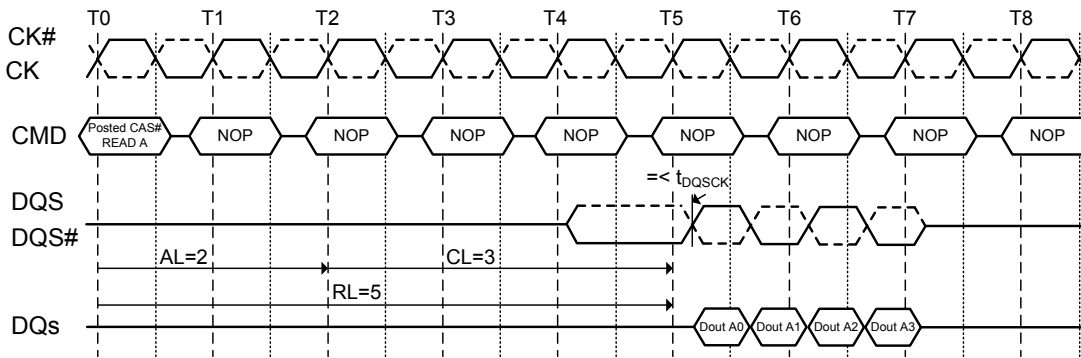 T0 T1 T2 T3 T4 T5 T6 T7 T8
CK#
CK
CMD
Posted CAS#
READ A
NOP NOP NOP NOP NOP NOP NOP NOP
=< tDQSCK
DQS
DQS#
AL=2 CL=3
RL=5
DQs
Dout A0 Dout A1 Dout A2 Dout A3